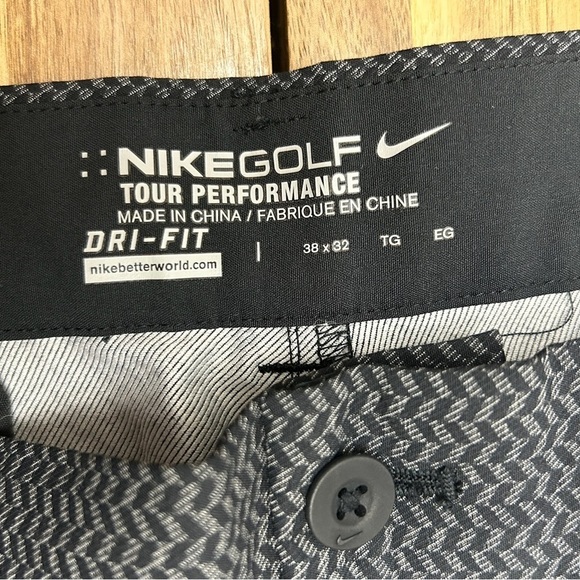 NIKEGOLF
TOUR PERFORMANCE
MADE IN CHINA / FABRIQUE EN CHINE
DRI-FIT | 38 x 32 TG EG
nikebetterworld.com